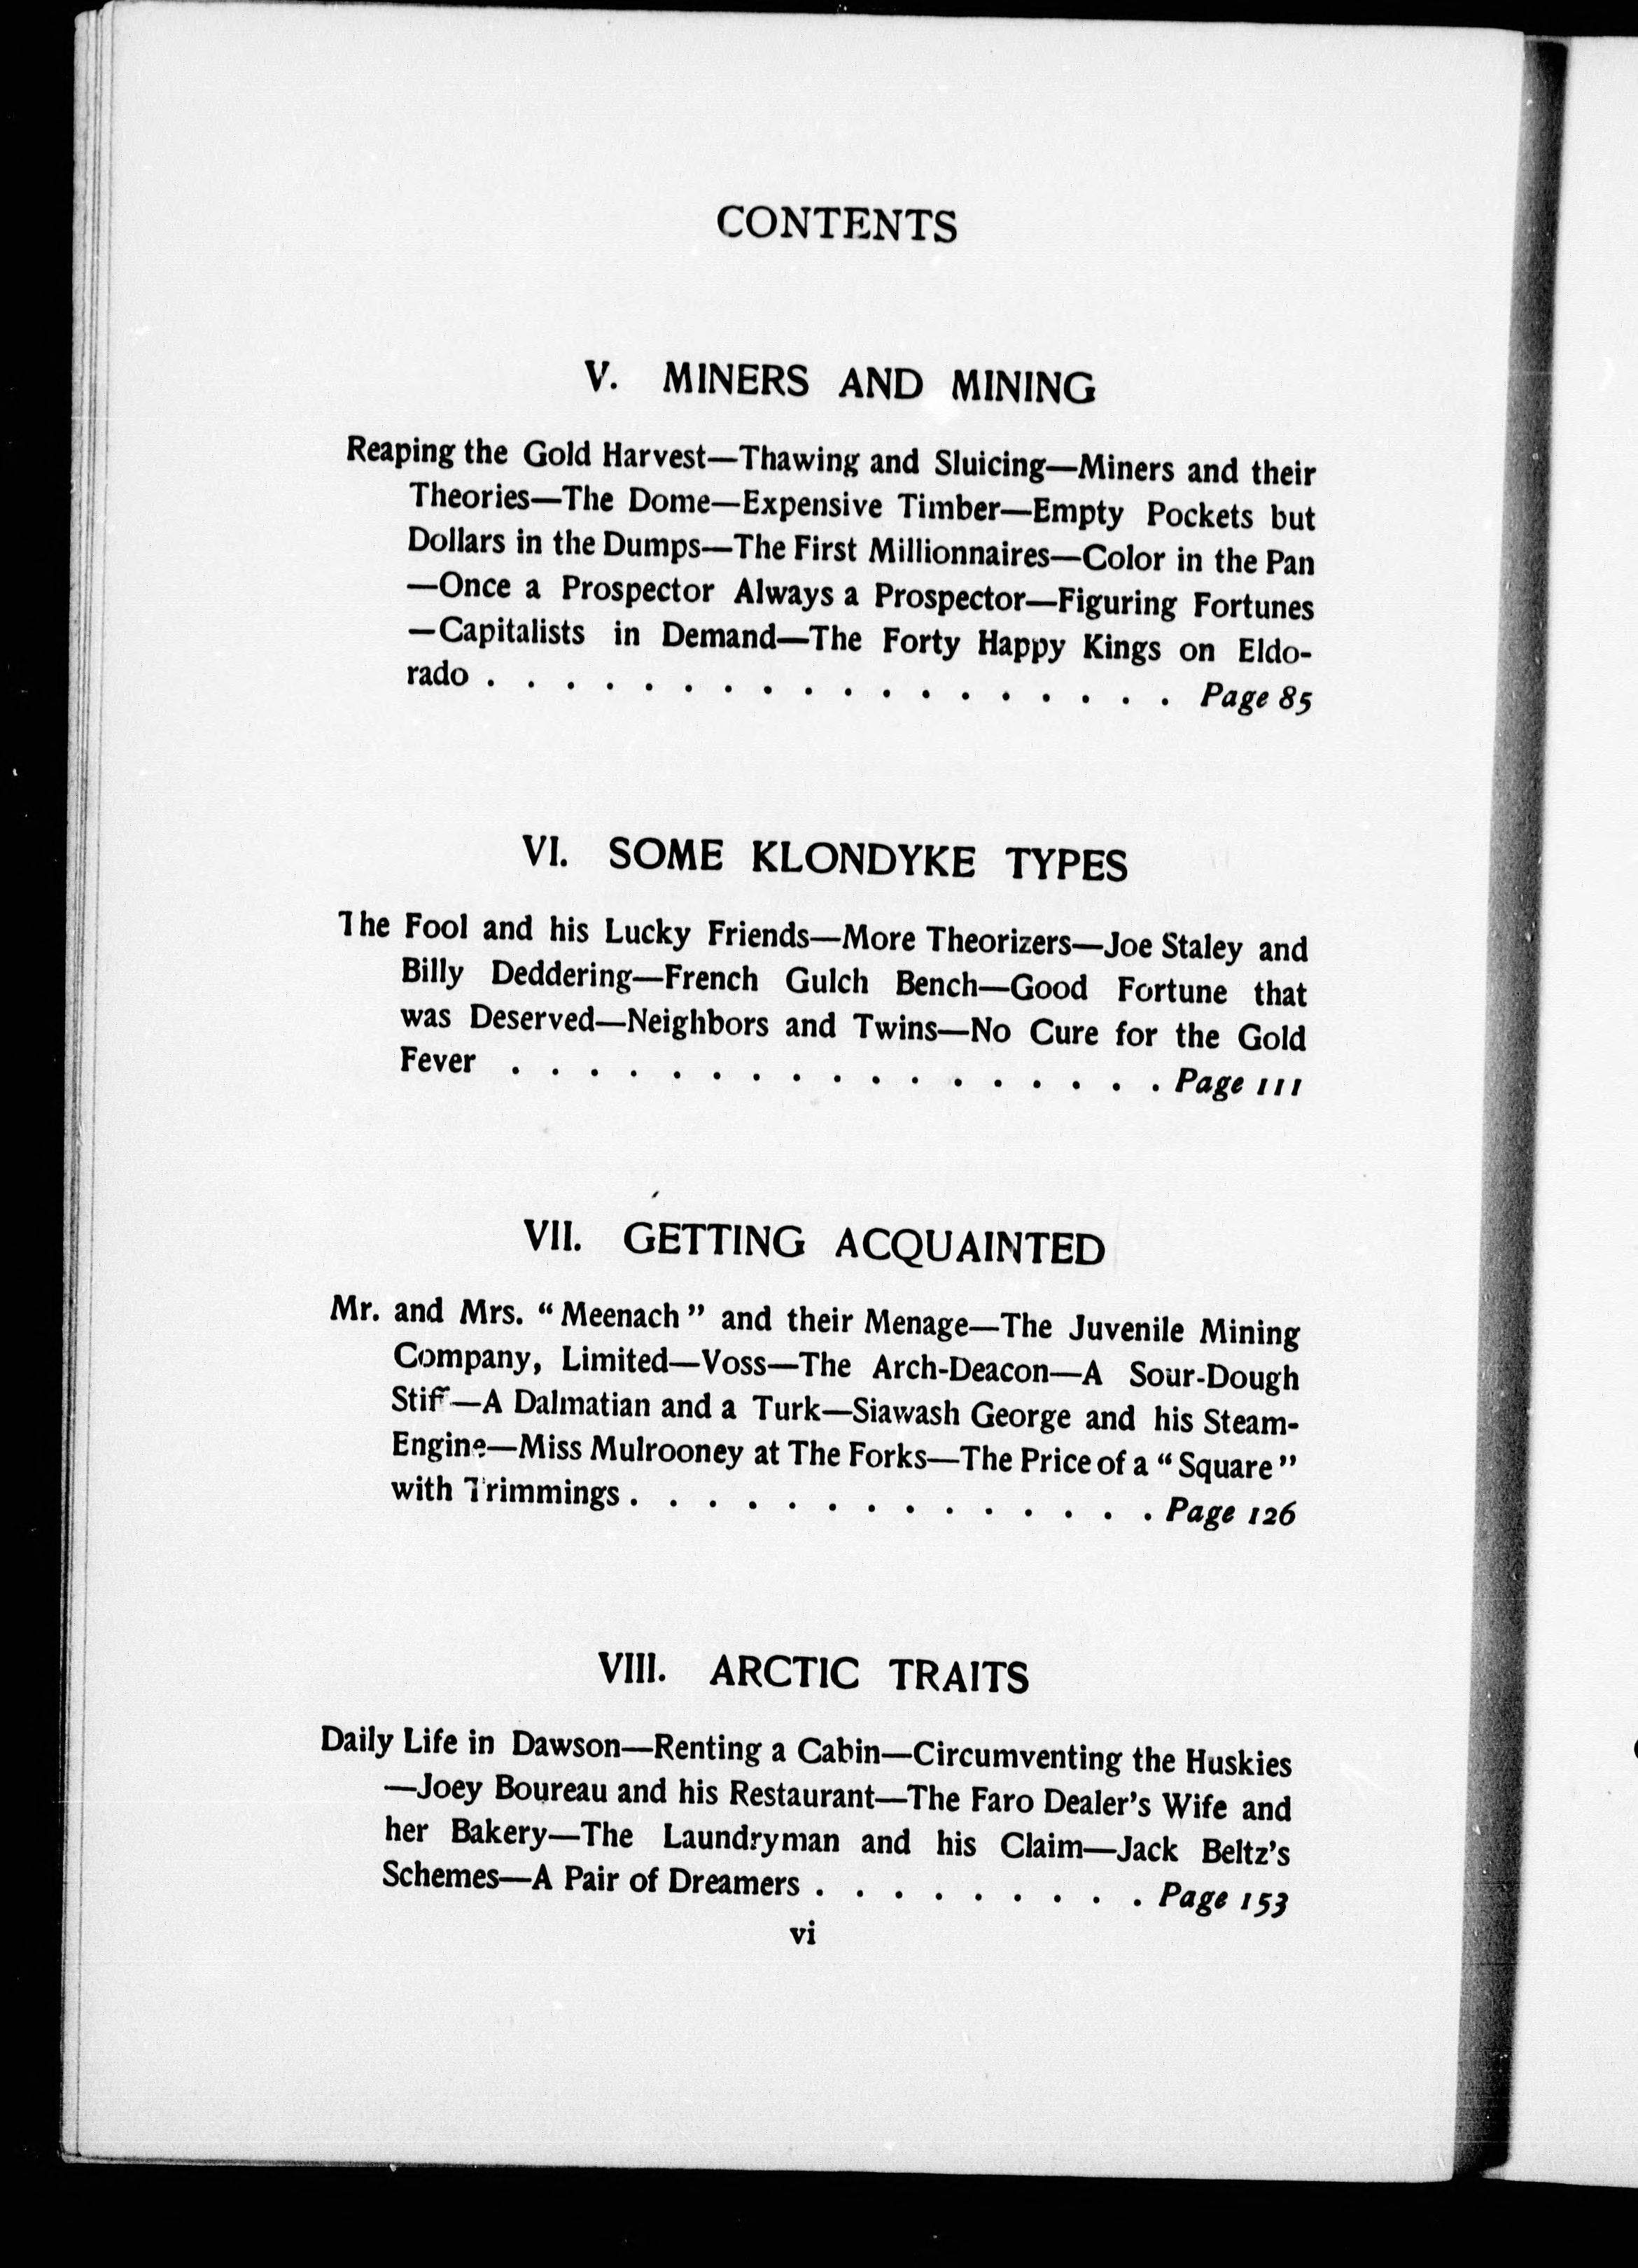 CONTENTS
V. MINERS AND MINING
Reaping the Gold Harvest—Thawing and Sluicing—Miners and their
Theories—The Dome—Expensive Timber—Empty Pockets but
Dollars in the Dumps—The First Millionnaires—Color in the Pan
—Once a Prospector Always a Prospector—Figuring Fortunes
—Capitalists in Demand—The Forty Happy Kings on Eldo-
rado . . . . . . . . . . . . . . . . . . Page 85
VI. SOME KLONDYKE TYPES
The Fool and his Lucky Friends—More Theorizers—Joe Staley and
Billy Deddering—French Gulch Bench—Good Fortune that
was Deserved—Neighbors and Twins—No Cure for the Gold
Fever . . . . . . . . . . . . . . . . . Page 111
VII. GETTING ACQUAINTED
Mr. and Mrs. “Meenach” and their Menage—The Juvenile Mining
Company, Limited—Voss—The Arch-Deacon—A Sour-Dough
Stiff—A Dalmatian and a Turk—Siawash George and his Steam-
Engine—Miss Mulrooney at The Forks—The Price of a “Square”
with Trimmings . . . . . . . . . . . . . . Page 126
VIII. ARCTIC TRAITS
Daily Life in Dawson—Renting a Cabin—Circumventing the Huskies
—Joey Boureau and his Restaurant—The Faro Dealer’s Wife and
her Bakery—The Laundryman and his Claim—Jack Beltz’s
Schemes—A Pair of Dreamers . . . . . . . . . Page 153
vi